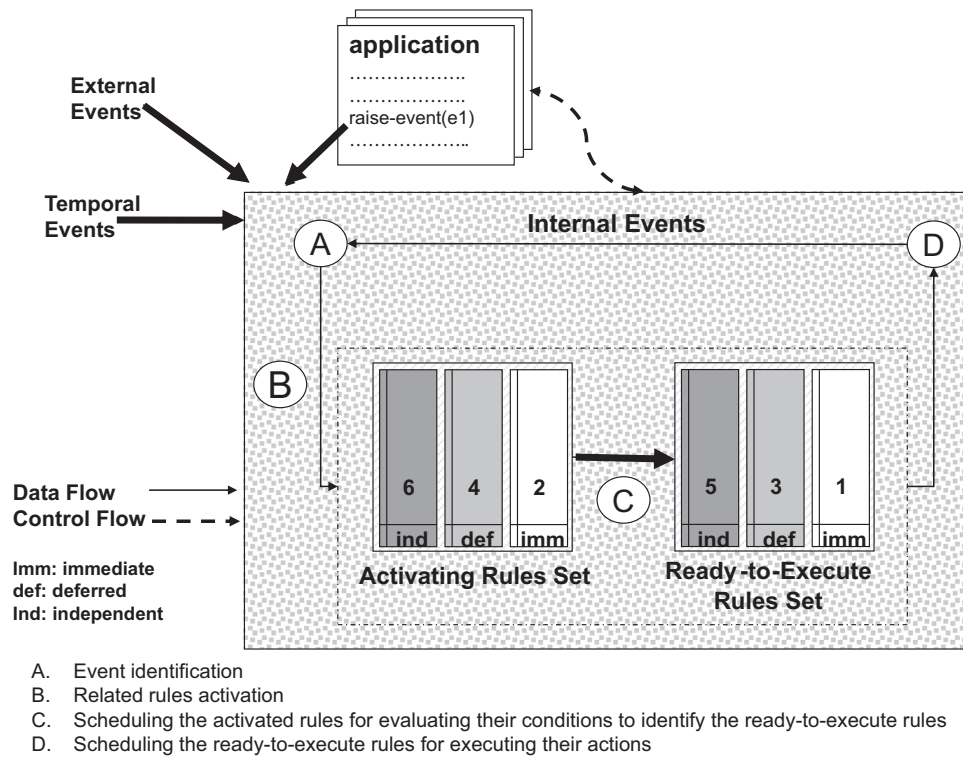 application
....................
....................
raise-event(e1)
.....................
External
Events
Temporal
Events
Internal Events
A
D
B
6
4
2
ind
def
imm
C
5
3
1
ind
def
imm
Activating Rules Set
Ready-to-Execute
Rules Set
Data Flow
Control Flow
Imm: immediate
def: deferred
Ind: independent
A. Event identification
B. Related rules activation
C. Scheduling the activated rules for evaluating their conditions to identify the ready-to-execute rules
D. Scheduling the ready-to-execute rules for executing their actions